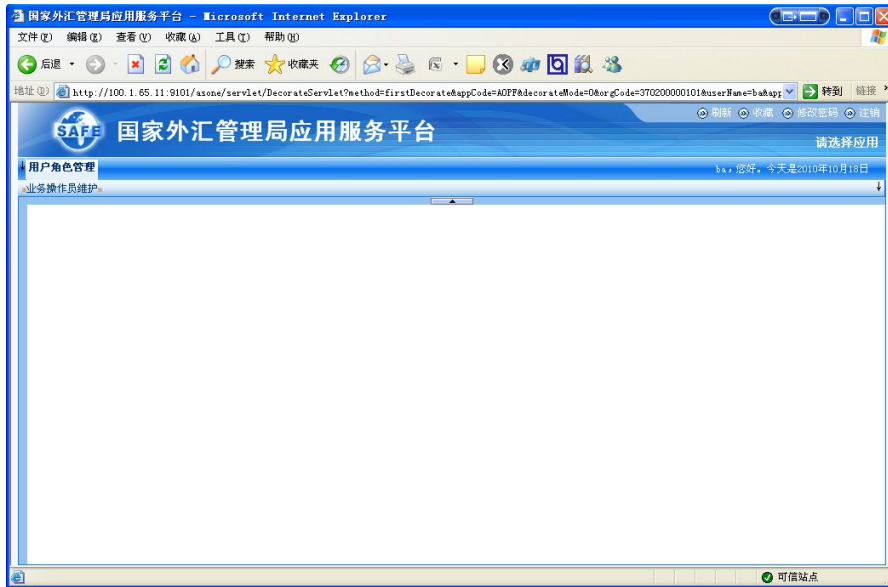 国家外汇管理局应用服务平台 - Microsoft Internet Explorer
文件(F) 编辑(E) 查看(V) 收藏(A) 工具(T) 帮助(H)
后退 搜索 收藏夹
地址(D) http://100.1.65.11:9101/asone/servlet/DecorateServlet?method=firstDecorate&appCode=AOFF&decorateMode=0&orgCode=370200000101&userName=ba&app 转到 链接
刷新 收藏 修改密码 注销
SAFE 国家外汇管理局应用服务平台
请选择应用
用户角色管理 ba，您好。今天是2010年10月18日
业务操作员维护
可信站点